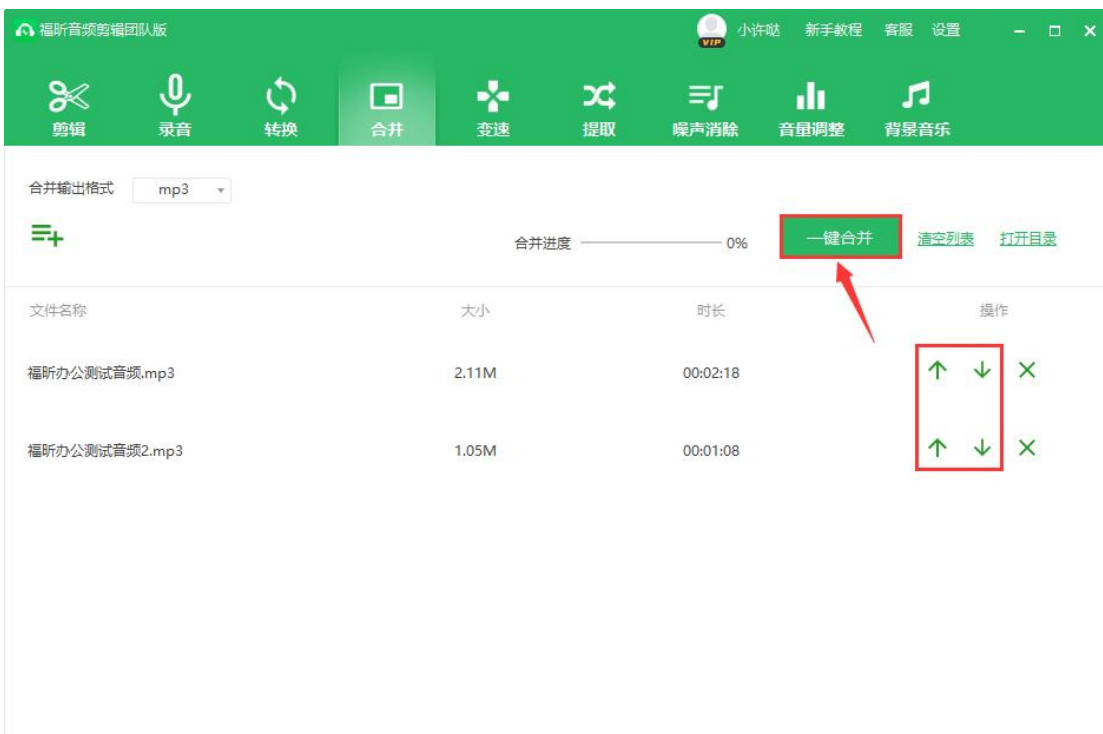 福昕音频剪辑团队版
VIP
小许哒 新手教程 客服 设置
剪辑 录音 转换 合并 变速 提取 噪声消除 音量调整 背景音乐
合并输出格式 mp3
合并进度 0% 一键合并 清空列表 打开目录
文件名称 大小 时长 操作
福昕办公测试音频.mp3 2.11M 00:02:18
福昕办公测试音频2.mp3 1.05M 00:01:08